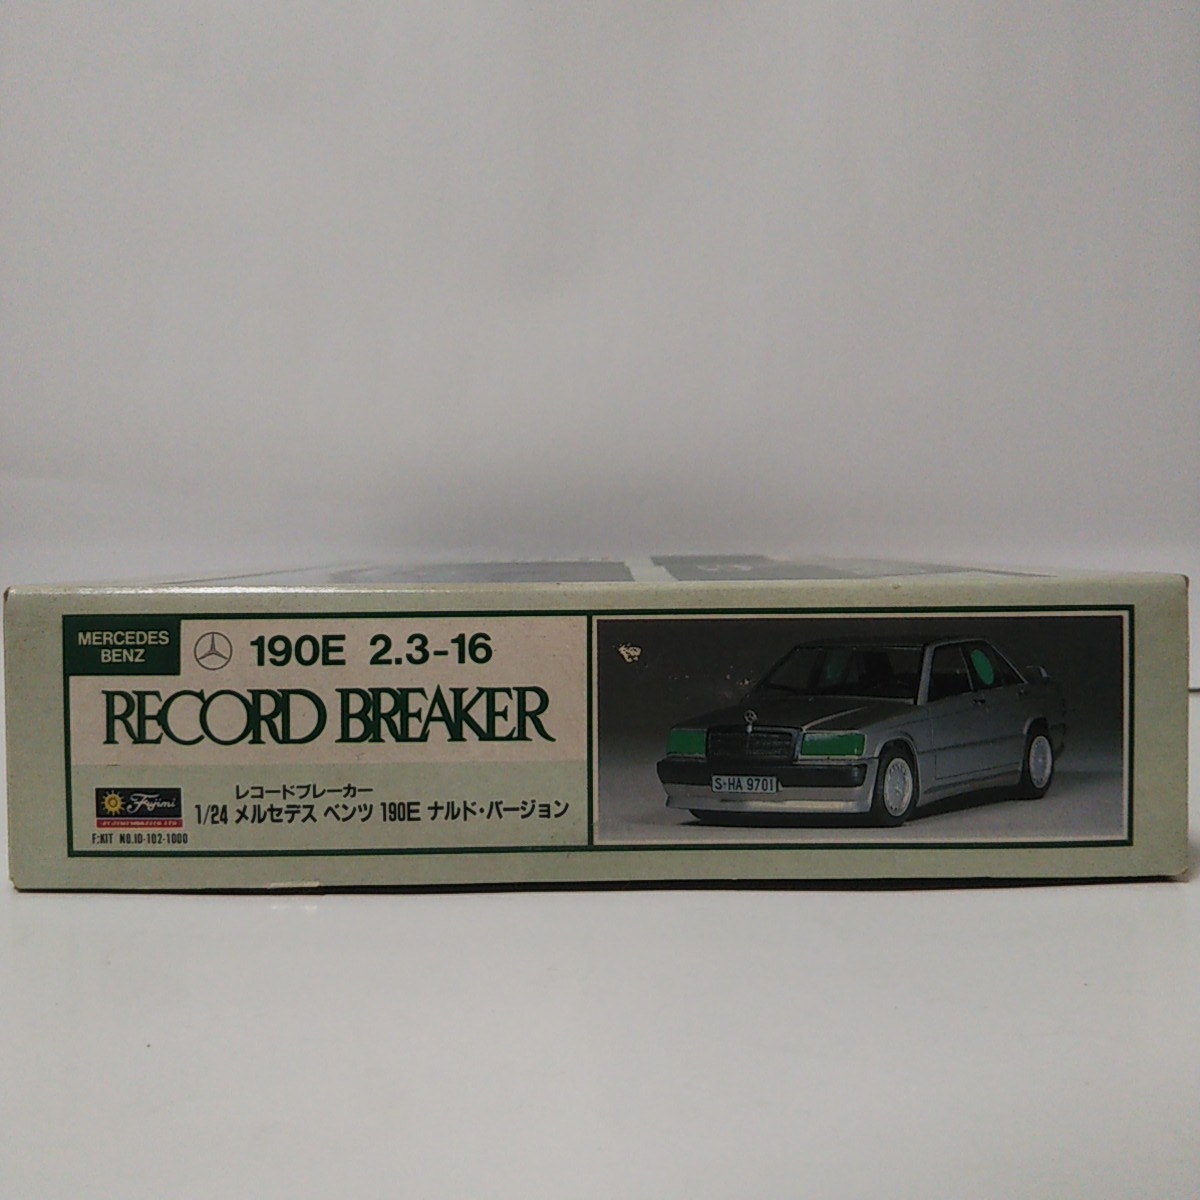 MERCEDES
BENZ
190E 2.3-16
RECORD BREAKER
Fujimi
レコードブレーカー
1/24 メルセデス ベンツ 190E ナルド・バージョン
F:KIT NO.ID-102-1000
S-HA 9701